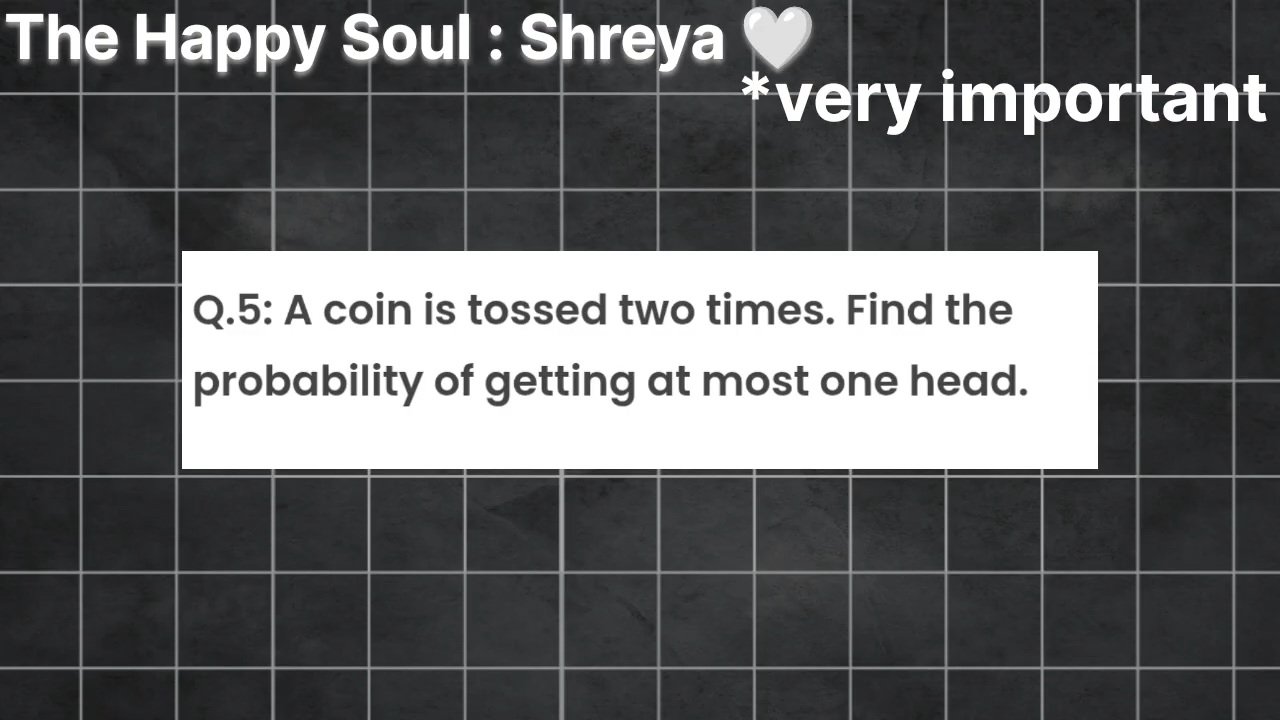 The Happy Soul : Shreya 🤍
*very important
Q.5: A coin is tossed two times. Find the
probability of getting at most one head.